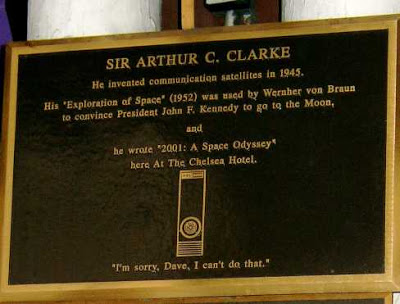 SIR ARTHUR C. CLARKE
He invented communication satellites in 1945.
His "Exploration of Space" (1952) was used by Wernher von Braun
to convince President John F. Kennedy to go to the Moon,
and
he wrote "2001: A Space Odyssey"
here At The Chelsea Hotel.
"I'm sorry, Dave, I can't do that."